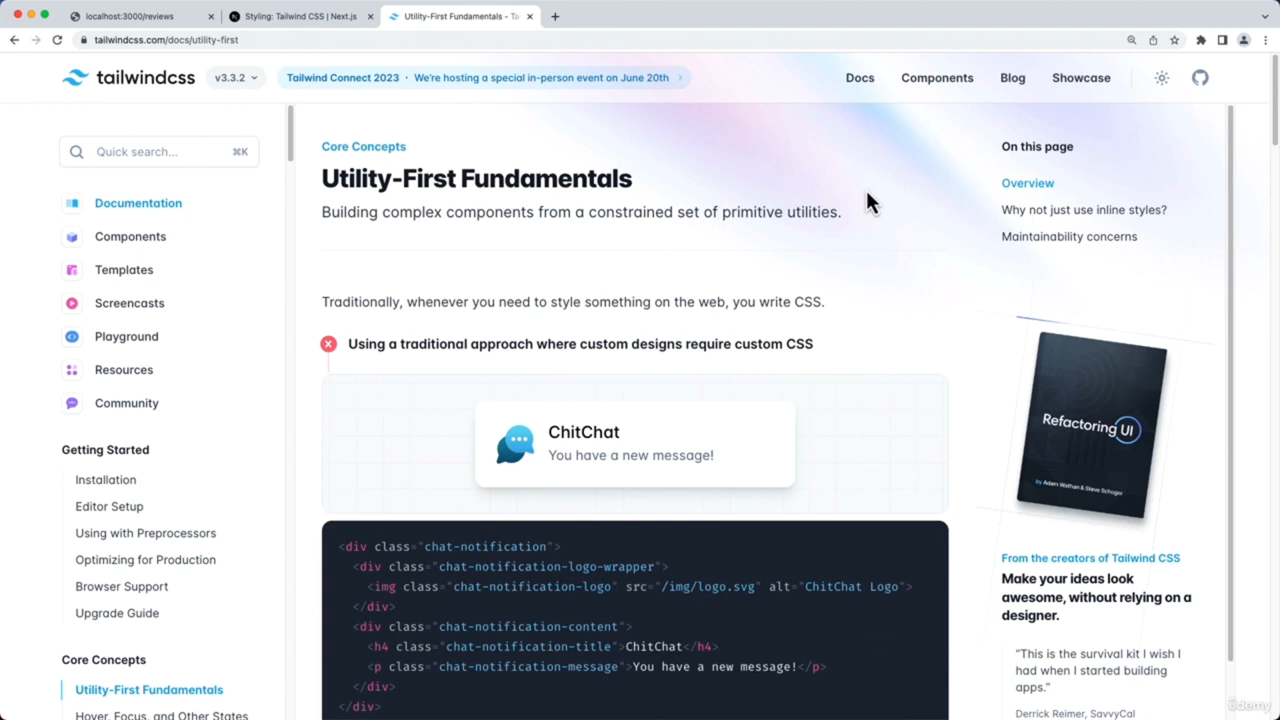 localhost:3000/reviews
Styling: Tailwind CSS | Next.js
Utility-First Fundamentals - Ta
tailwindcss.com/docs/utility-first
tailwindcss
v3.3.2
Tailwind Connect 2023 · We're hosting a special in-person event on June 20th
Docs
Components
Blog
Showcase
Quick search...
⌘K
Documentation
Components
Templates
Screencasts
Playground
Resources
Community
Getting Started
Installation
Editor Setup
Using with Preprocessors
Optimizing for Production
Browser Support
Upgrade Guide
Core Concepts
Utility-First Fundamentals
Hover, Focus, and Other States
Core Concepts
Utility-First Fundamentals
Building complex components from a constrained set of primitive utilities.
Traditionally, whenever you need to style something on the web, you write CSS.
Using a traditional approach where custom designs require custom CSS
ChitChat
You have a new message!
<div class="chat-notification">
<div class="chat-notification-logo-wrapper">
<img class="chat-notification-logo" src="/img/logo.svg" alt="ChitChat Logo">
</div>
<div class="chat-notification-content">
<h4 class="chat-notification-title">ChitChat</h4>
<p class="chat-notification-message">You have a new message!</p>
</div>
</div>
On this page
Overview
Why not just use inline styles?
Maintainability concerns
Refactoring UI
by Adam Wathan & Steve Schoger
From the creators of Tailwind CSS
Make your ideas look
awesome, without relying on a
designer.
“This is the survival kit I wish I
had when I started building
apps.”
Derrick Reimer, SavvyCal
ûdemy